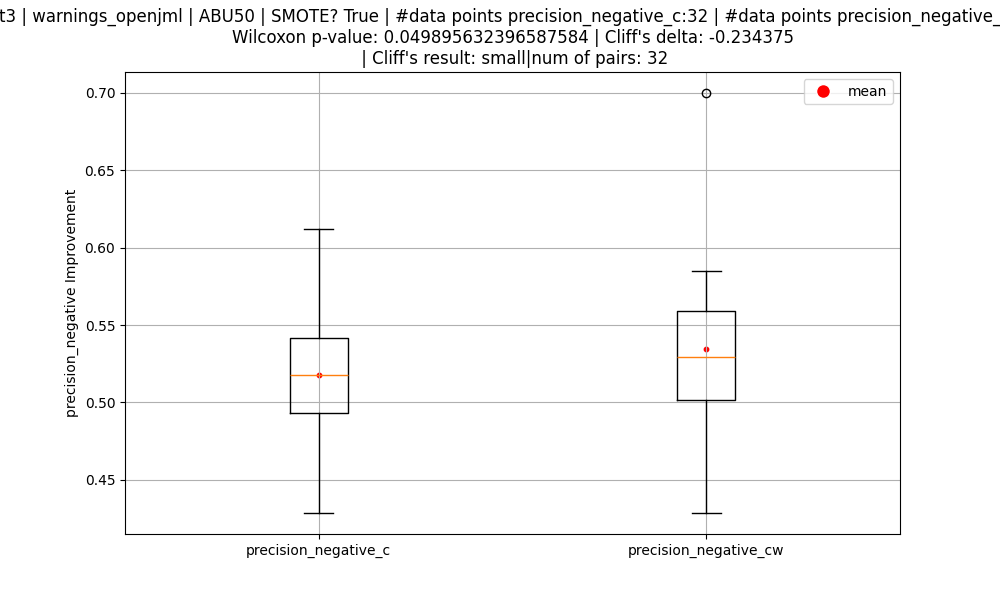 t3 | warnings_openjml | ABU50 | SMOTE? True | #data points precision_negative_c:32 | #data points precision_negative_
Wilcoxon p-value: 0.049895632396587584 | Cliff's delta: -0.234375
| Cliff's result: small|num of pairs: 32
mean
0.70
0.65
0.60
0.55
0.50
0.45
precision_negative Improvement
precision_negative_c
precision_negative_cw